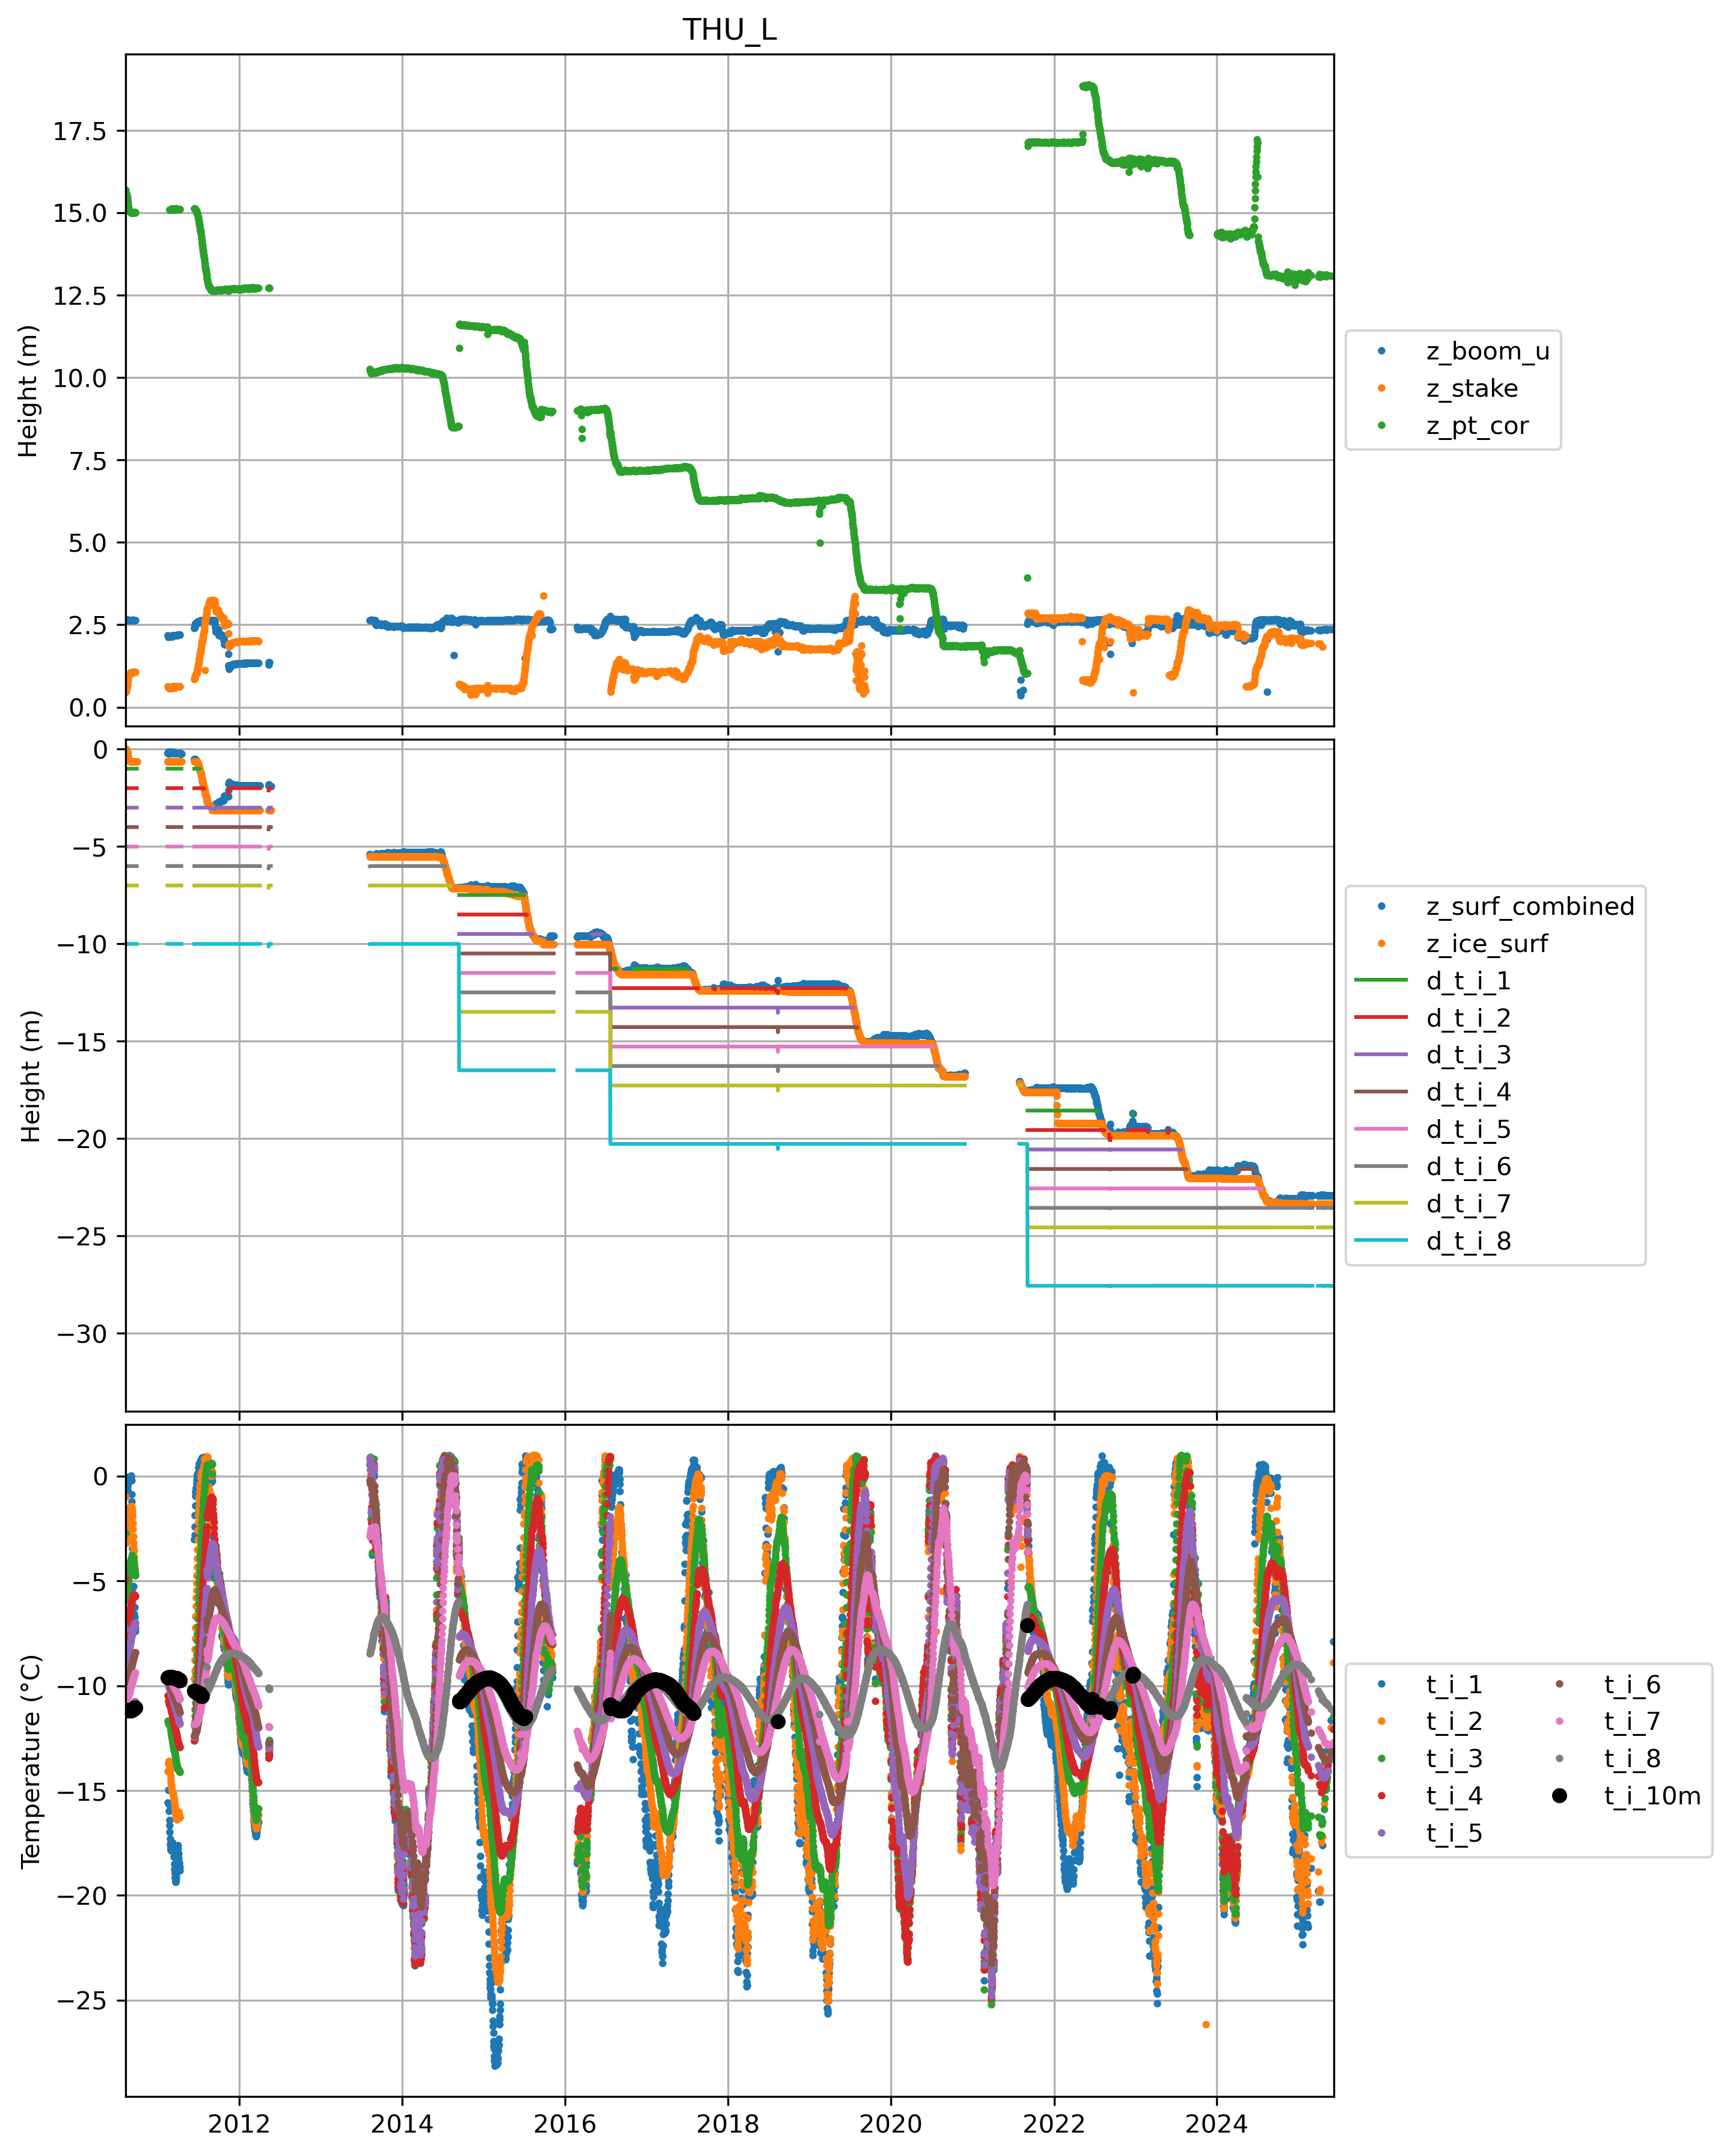 THU_L
17.5
15.0
12.5
10.0
7.5
5.0
2.5
0.0
Height (m)
z_boom_u
z_stake
z_pt_cor
0
−5
−10
−15
−20
−25
−30
Height (m)
z_surf_combined
z_ice_surf
d_t_i_1
d_t_i_2
d_t_i_3
d_t_i_4
d_t_i_5
d_t_i_6
d_t_i_7
d_t_i_8
0
−5
−10
−15
−20
−25
Temperature (°C)
t_i_1 t_i_6
t_i_2 t_i_7
t_i_3 t_i_8
t_i_4 t_i_10m
t_i_5
2012 2014 2016 2018 2020 2022 2024